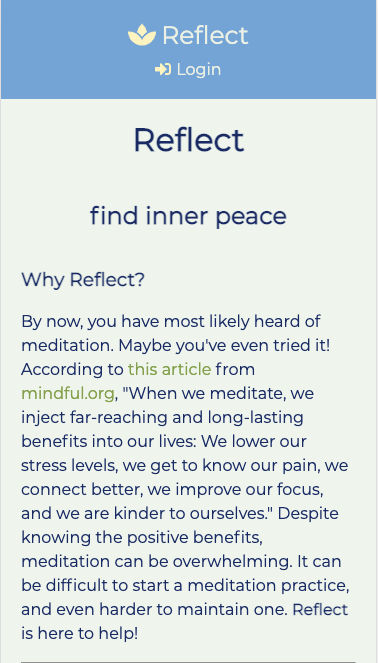 Reflect
Login
Reflect
find inner peace
Why Reflect?
By now, you have most likely heard of
meditation. Maybe you've even tried it!
According to this article from
mindful.org, "When we meditate, we
inject far-reaching and long-lasting
benefits into our lives: We lower our
stress levels, we get to know our pain, we
connect better, we improve our focus,
and we are kinder to ourselves." Despite
knowing the positive benefits,
meditation can be overwhelming. It can
be difficult to start a meditation practice,
and even harder to maintain one. Reflect
is here to help!